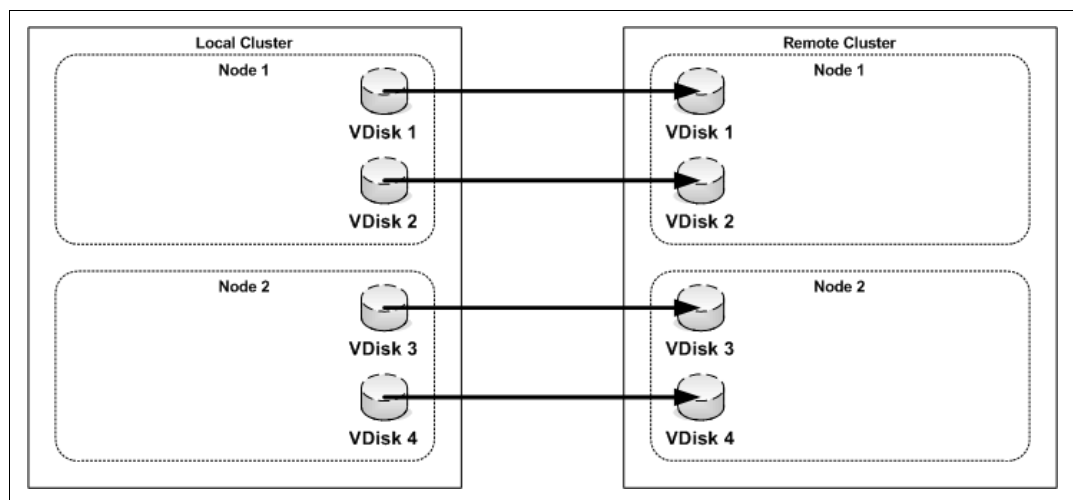 Local Cluster
Node 1
VDisk 1
VDisk 2
Node 2
VDisk 3
VDisk 4
Remote Cluster
Node 1
VDisk 1
VDisk 2
Node 2
VDisk 3
VDisk 4